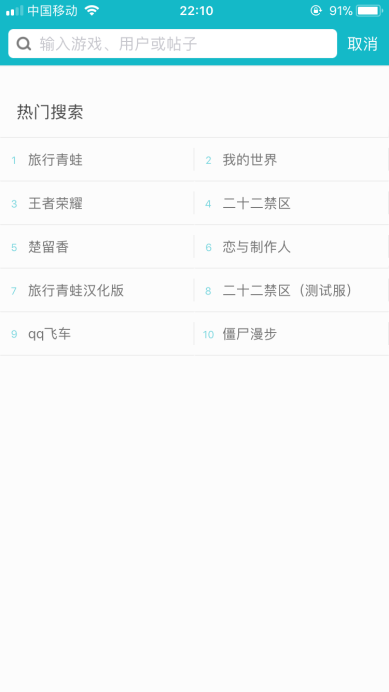 中国移动 22:10 91%
输入游戏、用户或帖子 取消
热门搜索
1 旅行青蛙 2 我的世界
3 王者荣耀 4 二十二禁区
5 楚留香 6 恋与制作人
7 旅行青蛙汉化版 8 二十二禁区（测试服）
9 qq飞车 10 僵尸漫步